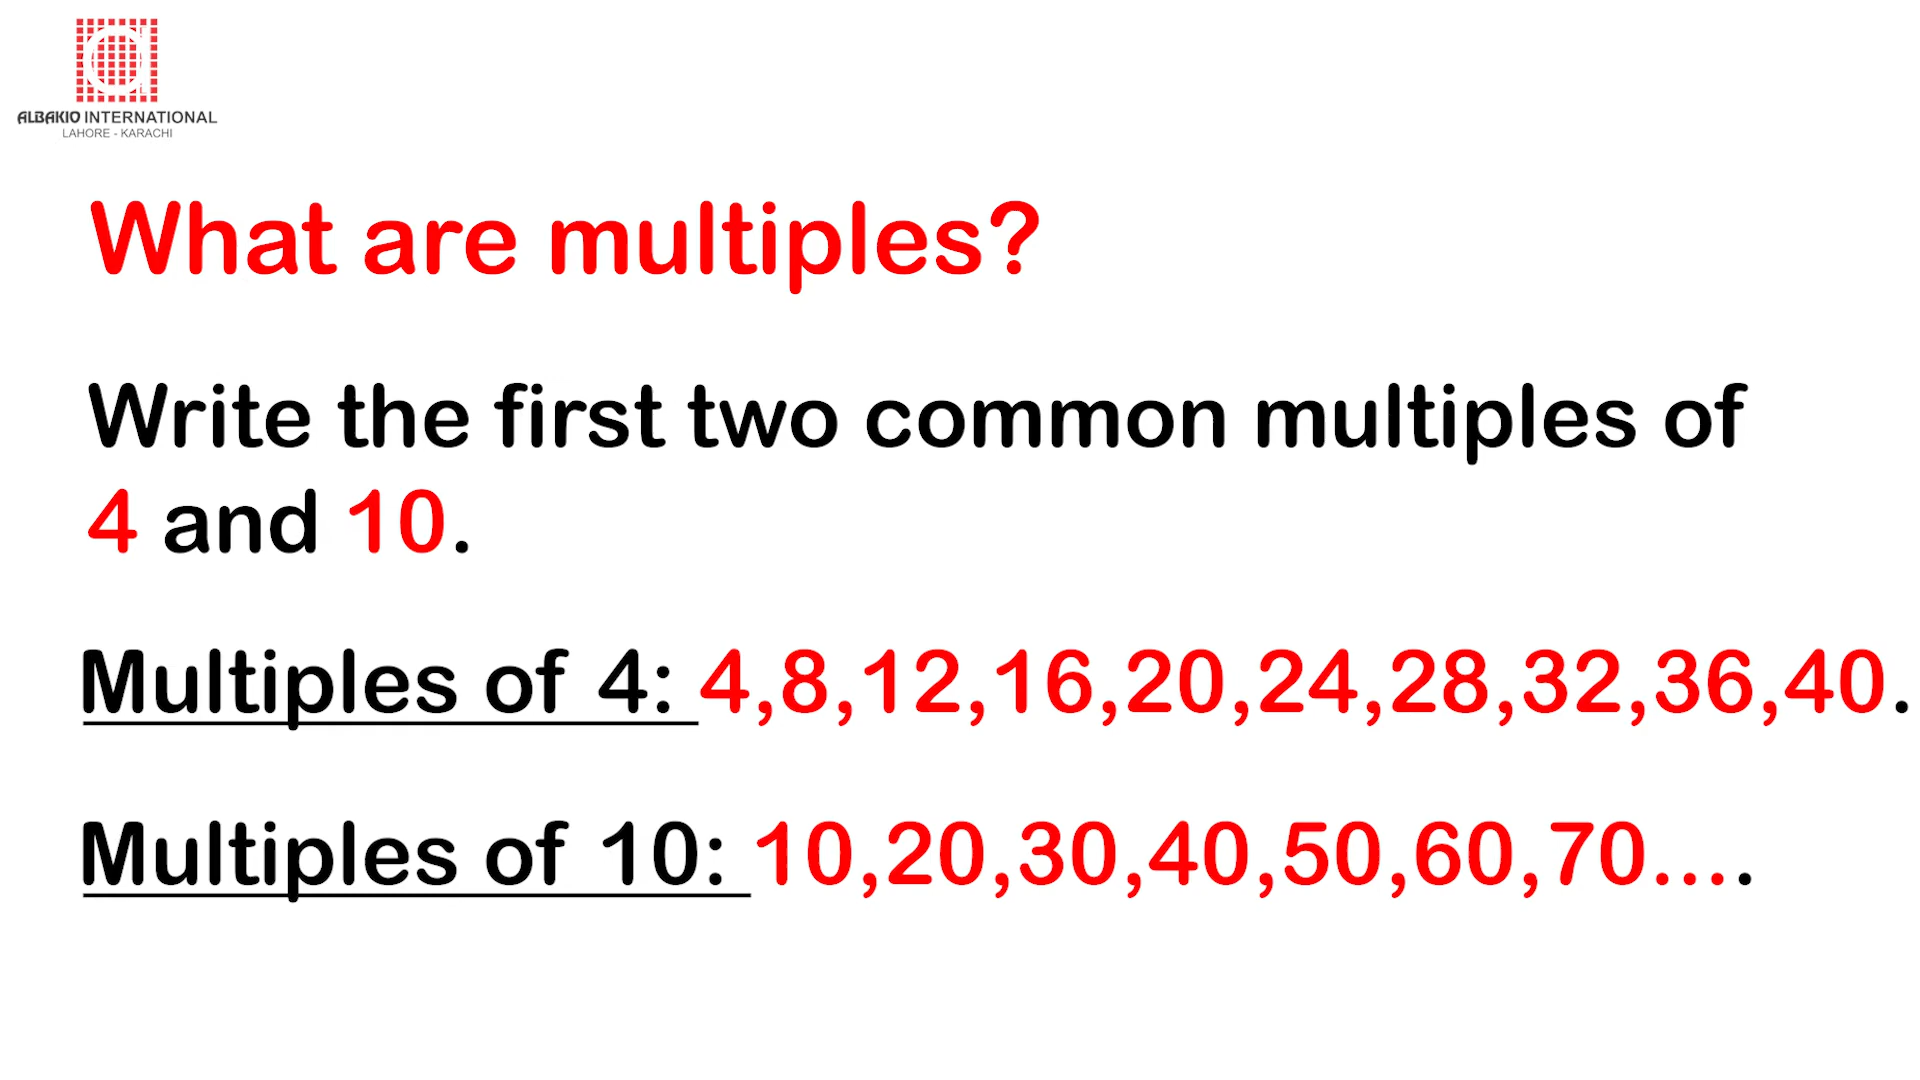 ALBAKIO INTERNATIONAL
LAHORE - KARACHI
What are multiples?
Write the first two common multiples of
4 and 10.
Multiples of 4: 4,8,12,16,20,24,28,32,36,40.
Multiples of 10: 10,20,30,40,50,60,70....